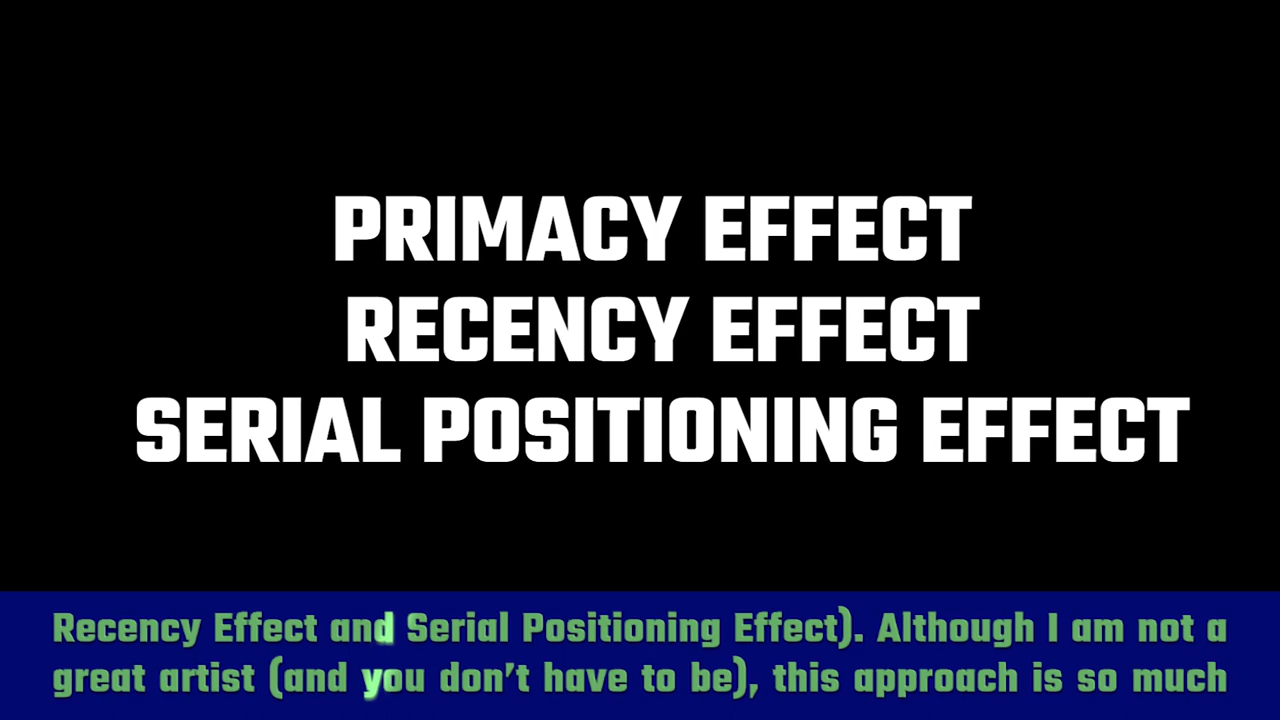 PRIMACY EFFECT
RECENCY EFFECT
SERIAL POSITIONING EFFECT
Recency Effect and Serial Positioning Effect). Although I am not a
great artist (and you don’t have to be), this approach is so much